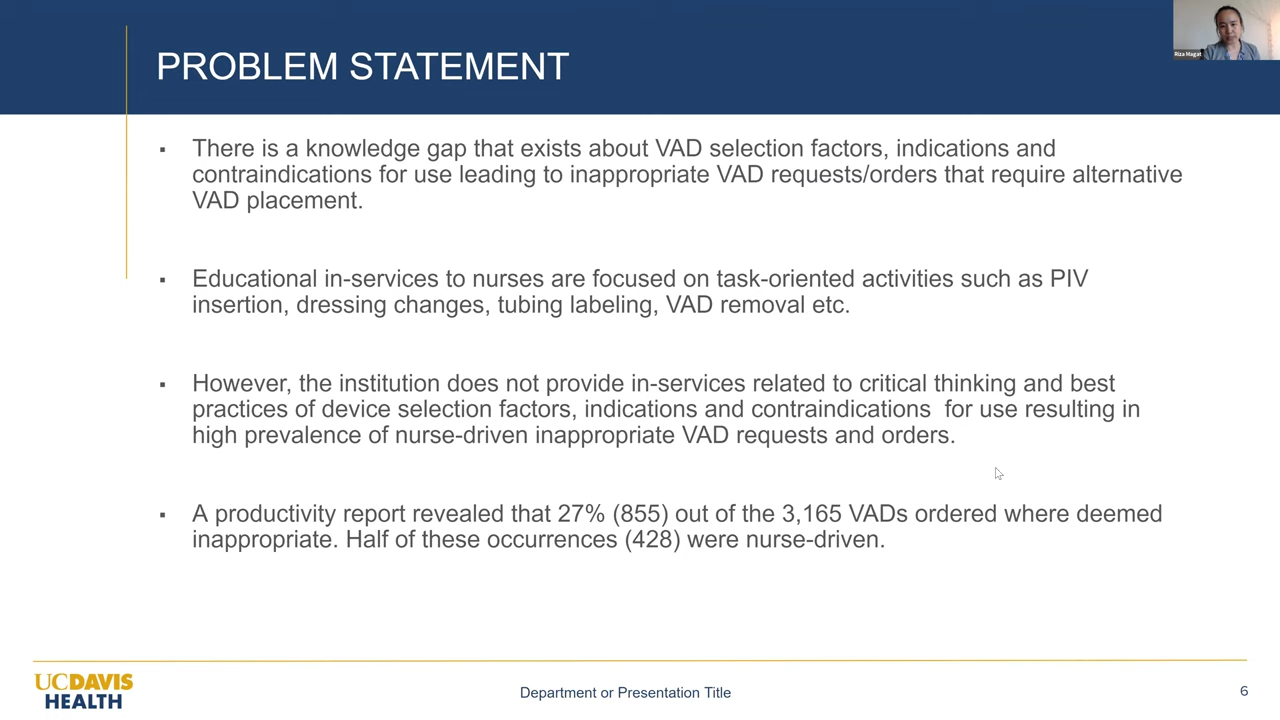 PROBLEM STATEMENT
Riza Magat
▪ There is a knowledge gap that exists about VAD selection factors, indications and
contraindications for use leading to inappropriate VAD requests/orders that require alternative
VAD placement.
▪ Educational in-services to nurses are focused on task-oriented activities such as PIV
insertion, dressing changes, tubing labeling, VAD removal etc.
▪ However, the institution does not provide in-services related to critical thinking and best
practices of device selection factors, indications and contraindications  for use resulting in
high prevalence of nurse-driven inappropriate VAD requests and orders.
▪ A productivity report revealed that 27% (855) out of the 3,165 VADs ordered where deemed
inappropriate. Half of these occurrences (428) were nurse-driven.
UCDAVIS
HEALTH
Department or Presentation Title
6